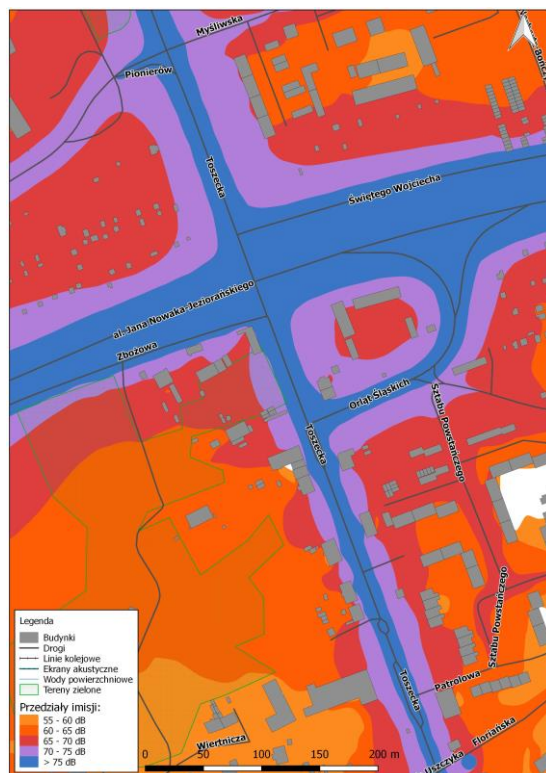 Myśliwska
Pionierów
Toszecka
Świętego Wojciecha
al. Jana Nowaka-Jeziorańskiego
Zbożowa
Orląt Śląskich
Sztabu Powstańczego
Toszecka
Sztabu Powstańczego
Patrolowa
Toszecka
Floriańska
Wiertnicza
Legenda
Budynki
Drogi
Linie kolejowe
Ekrany akustyczne
Wody powierzchniowe
Tereny zielone
Przedziały imisji:
55 - 60 dB
60 - 65 dB
65 - 70 dB
70 - 75 dB
> 75 dB
0 50 100 150 200 m